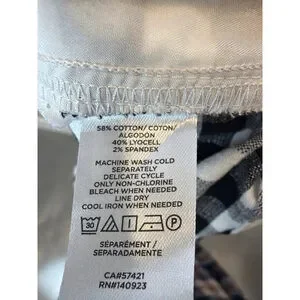 58% COTTON/ COTON/
ALGODON
40% LYOCELL
2% SPANDEX
MACHINE WASH COLD
SEPARATELY
DELICATE CYCLE
ONLY NON-CHLORINE
BLEACH WHEN NEEDED
LINE DRY
COOL IRON WHEN NEEDED
30
SÉPARÉMENT /
SEPARADAMENTE
CA#57421
RN#140923